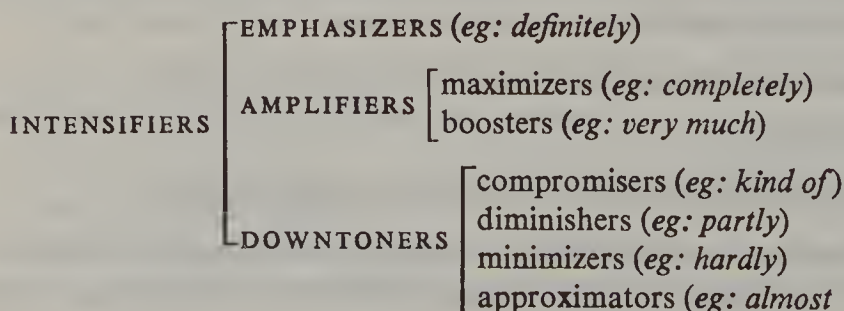 EMPHASIZERS (eg: definitely)
INTENSIFIERS
AMPLIFIERS
maximizers (eg: completely)
boosters (eg: very much)
DOWNTONERS
compromisers (eg: kind of)
diminishers (eg: partly)
minimizers (eg: hardly)
approximators (eg: almost